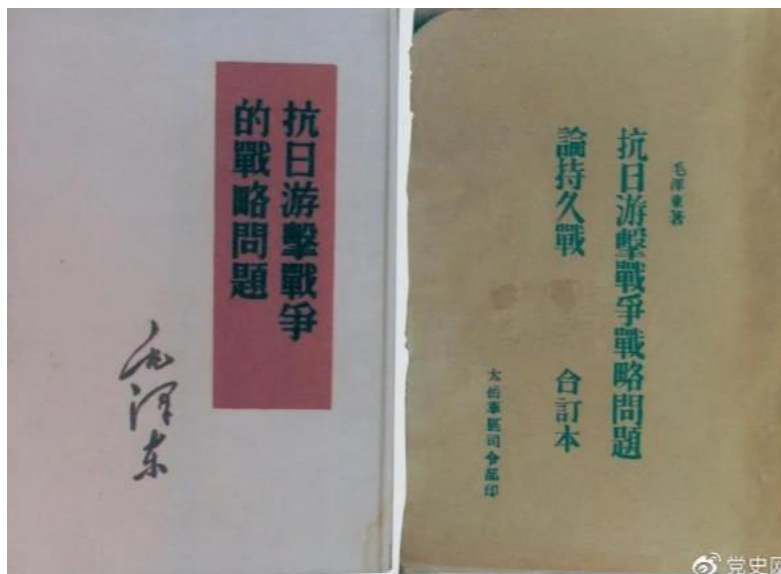 抗日游擊戰爭
的戰略問題
毛澤东
毛澤東著
抗日游擊戰爭戰略問題
論持久戰 合訂本
太岳軍區司令部印
党史